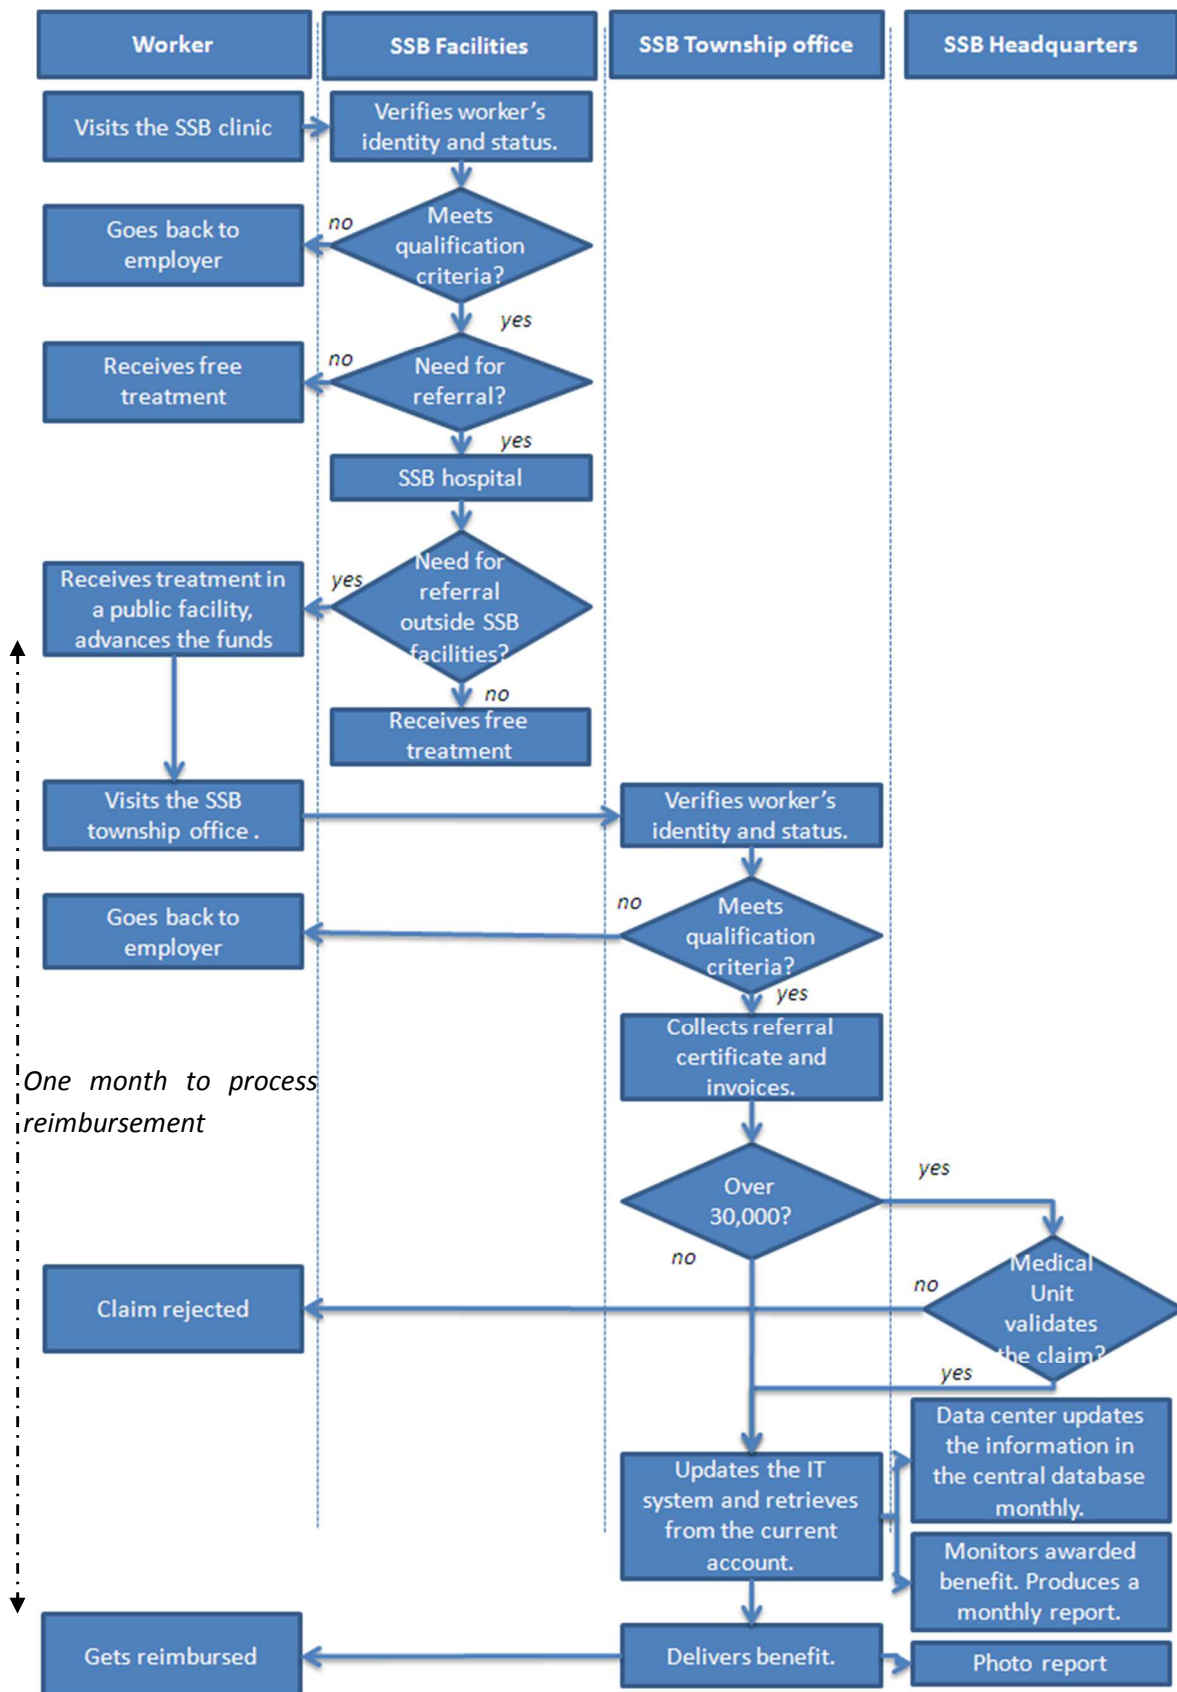 Worker
SSB Facilities
SSB Township office
SSB Headquarters
Visits the SSB clinic
Verifies worker's
identity and status.
no
Meets
qualification
criteria?
Goes back to
employer
yes
no
Need for
referral?
Receives free
treatment
yes
SSB hospital
Need for
referral
outside SSB
facilities?
yes
Receives treatment in
a public facility,
advances the funds
no
Receives free
treatment
Visits the SSB
township office .
Verifies worker's
identity and status.
no
Meets
qualification
criteria?
Goes back to
employer
yes
Collects referral
certificate and
invoices.
One month to process
reimbursement
Over
30,000?
yes
no
Medical
Unit
validates
the claim?
no
Claim rejected
yes
Data center updates
the information in
the central database
monthly.
Updates the IT
system and retrieves
from the current
account.
Monitors awarded
benefit. Produces a
monthly report.
Gets reimbursed
Delivers benefit.
Photo report